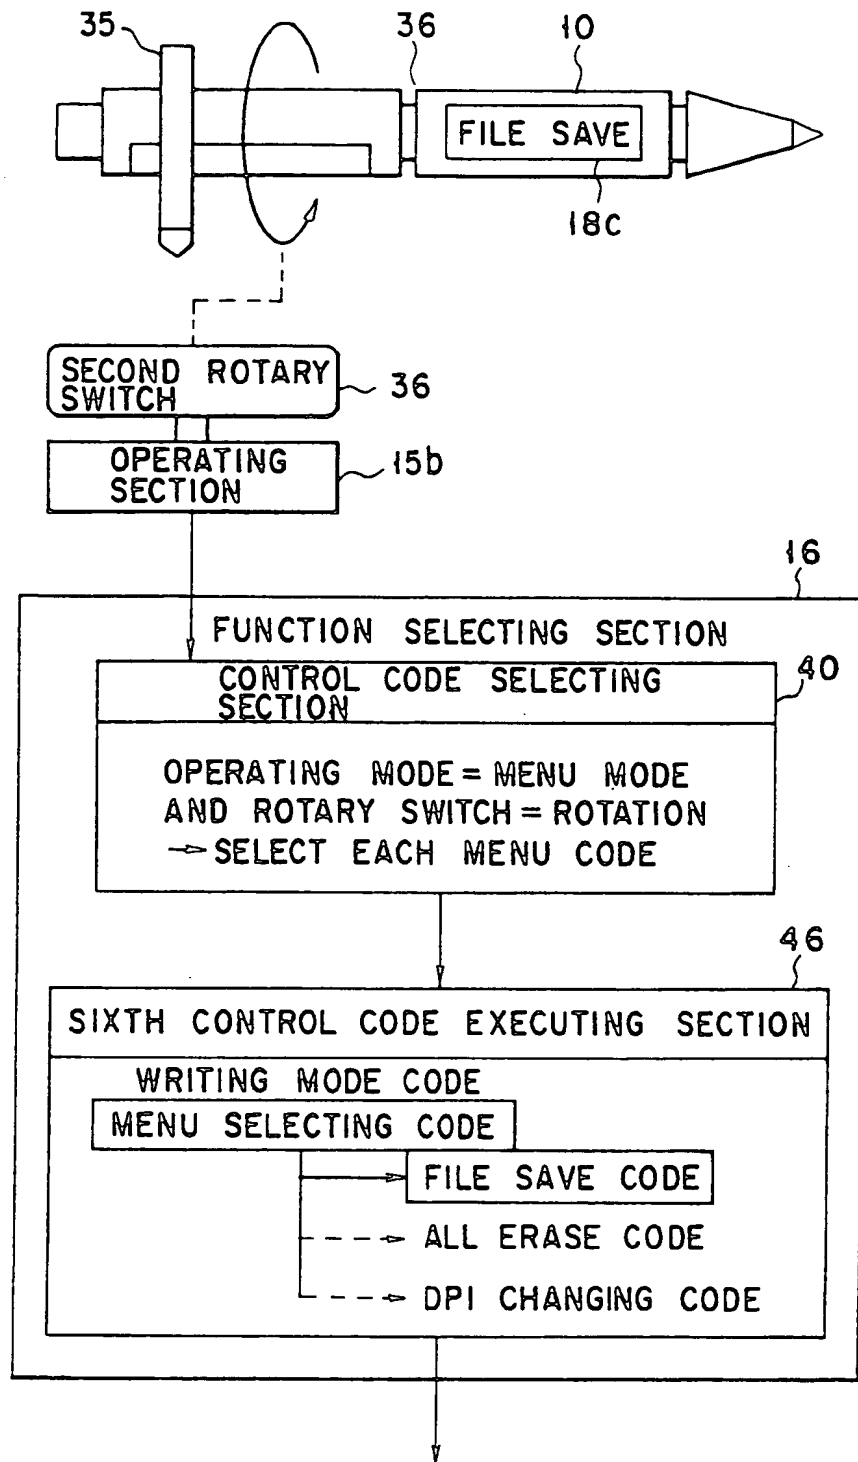 35
36
10
FILE SAVE
18c
SECOND ROTARY
SWITCH
36
OPERATING
SECTION
15b
16
FUNCTION SELECTING SECTION
CONTROL CODE SELECTING
SECTION
40
OPERATING MODE = MENU MODE
AND ROTARY SWITCH = ROTATION
→ SELECT EACH MENU CODE
46
SIXTH CONTROL CODE EXECUTING SECTION
WRITING MODE CODE
MENU SELECTING CODE
FILE SAVE CODE
ALL ERASE CODE
DPI CHANGING CODE